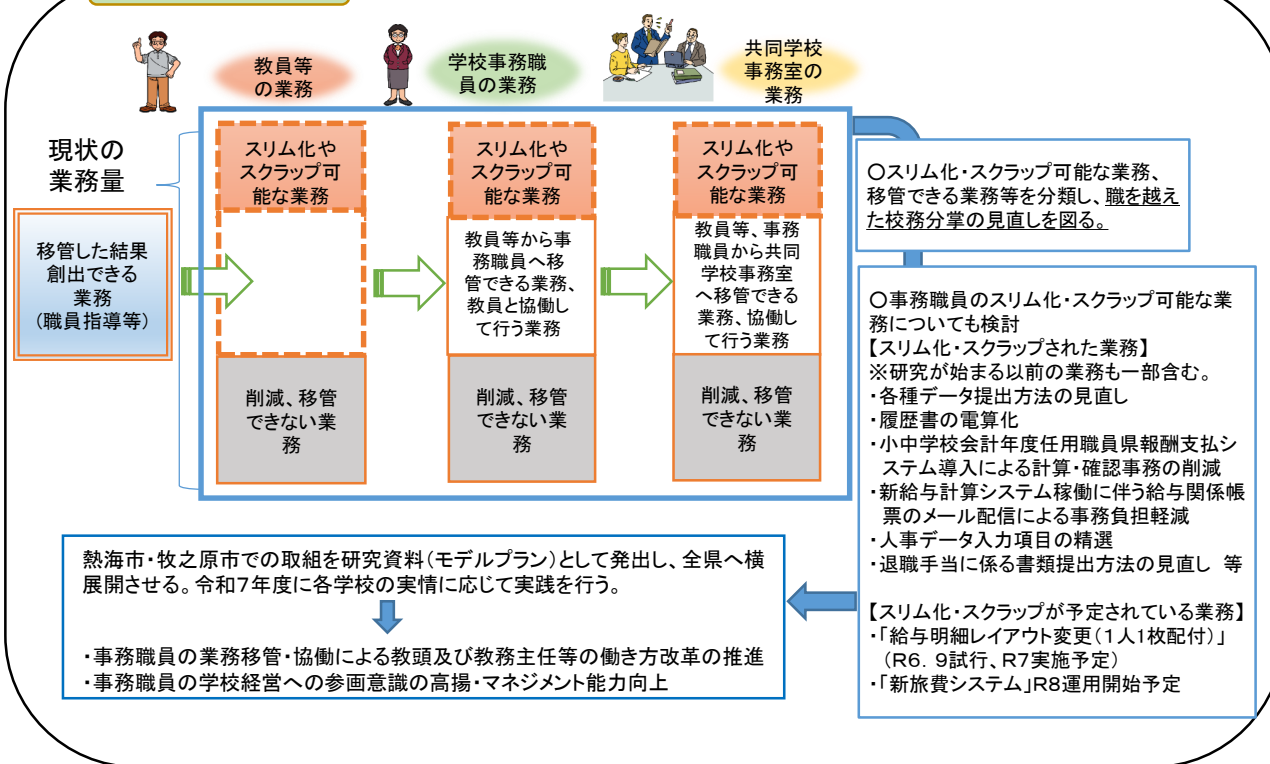 教員等
の業務
学校事務職
員の業務
共同学校
事務室の
業務
現状の
業務量
移管した結果
創出できる
業務
(職員指導等)
スリム化や
スクラップ可
能な業務
削減、移管
できない業
務
スリム化や
スクラップ可
能な業務
教員等から事
務職員へ移
管できる業務、
教員と協働し
て行う業務
削減、移管
できない業
務
スリム化や
スクラップ可
能な業務
教員等、事務
職員から共同
学校事務室
へ移管できる
業務、協働し
て行う業務
削減、移管
できない業
務
○スリム化・スクラップ可能な業務、
移管できる業務等を分類し、職を越え
た校務分掌の見直しを図る。
○事務職員のスリム化・スクラップ可能な業
務についても検討
【スリム化・スクラップされた業務】
※研究が始まる以前の業務も一部含む。
・各種データ提出方法の見直し
・履歴書の電算化
・小中学校会計年度任用職員県報酬支払シ
ステム導入による計算・確認事務の削減
・新給与計算システム稼働に伴う給与関係帳
票のメール配信による事務負担軽減
・人事データ入力項目の精選
・退職手当に係る書類提出方法の見直し 等
【スリム化・スクラップが予定されている業務】
・「給与明細レイアウト変更(1人1枚配付)」
(R6.9試行、R7実施予定)
・「新旅費システム」R8運用開始予定
熱海市・牧之原市での取組を研究資料(モデルプラン)として発出し、全県へ横
展開させる。令和7年度に各学校の実情に応じて実践を行う。
・事務職員の業務移管・協働による教頭及び教務主任等の働き方改革の推進
・事務職員の学校経営への参画意識の高揚・マネジメント能力向上